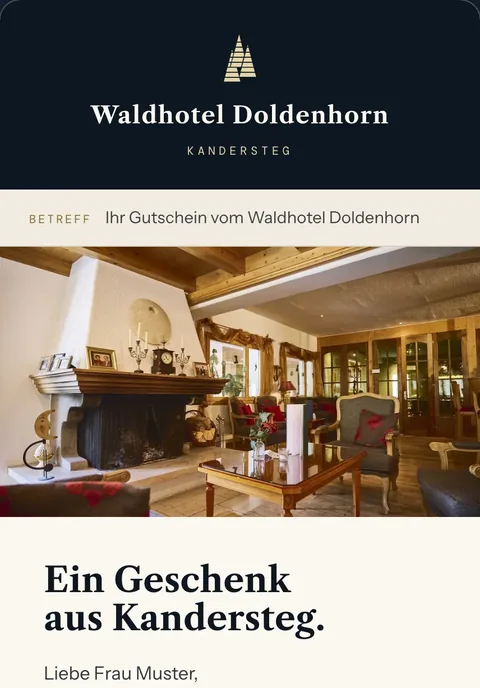 Waldhotel Doldenhorn
KANDERSTEG
BETREFF Ihr Gutschein vom Waldhotel Doldenhorn
Ein Geschenk
aus Kandersteg.
Liebe Frau Muster,